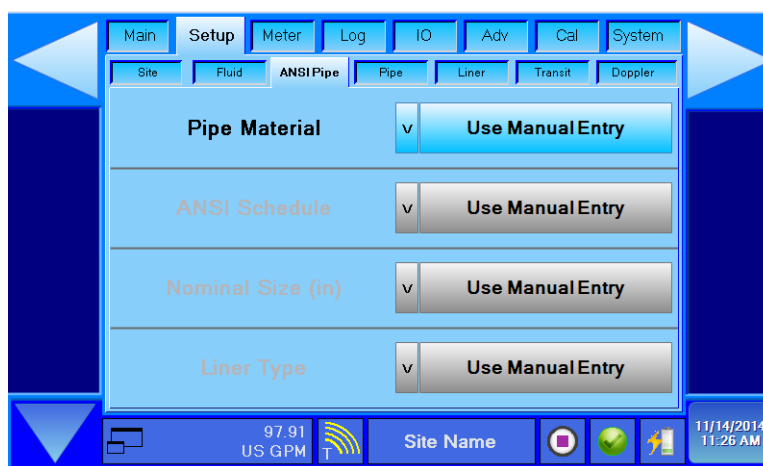 Main Setup Meter Log IO Adv Cal System
Site Fluid ANSI Pipe Pipe Liner Transit Doppler
Pipe Material v Use Manual Entry
ANSI Schedule v Use Manual Entry
Nominal Size (in) v Use Manual Entry
Liner Type v Use Manual Entry
97.91
US GPM T Site Name
11/14/2014
11:26 AM